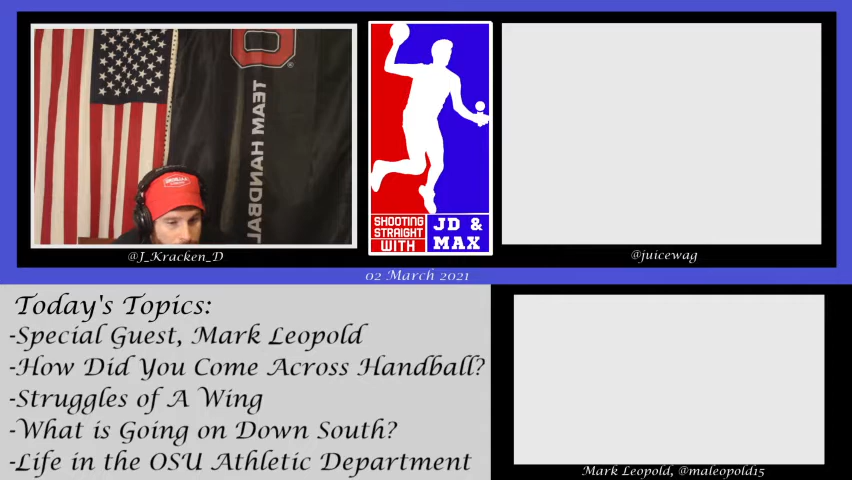 TEAM HANDBAL
@J_Kracken_D
SHOOTING
STRAIGHT
WITH
JD &
MAX
@juicewag
02 March 2021
Today's Topics:
-Special Guest, Mark Leopold
-How Did You Come Across Handball?
-Struggles of A Wing
-What is Going on Down South?
-Life in the OSU Athletic Department
Mark Leopold, @maleopold15